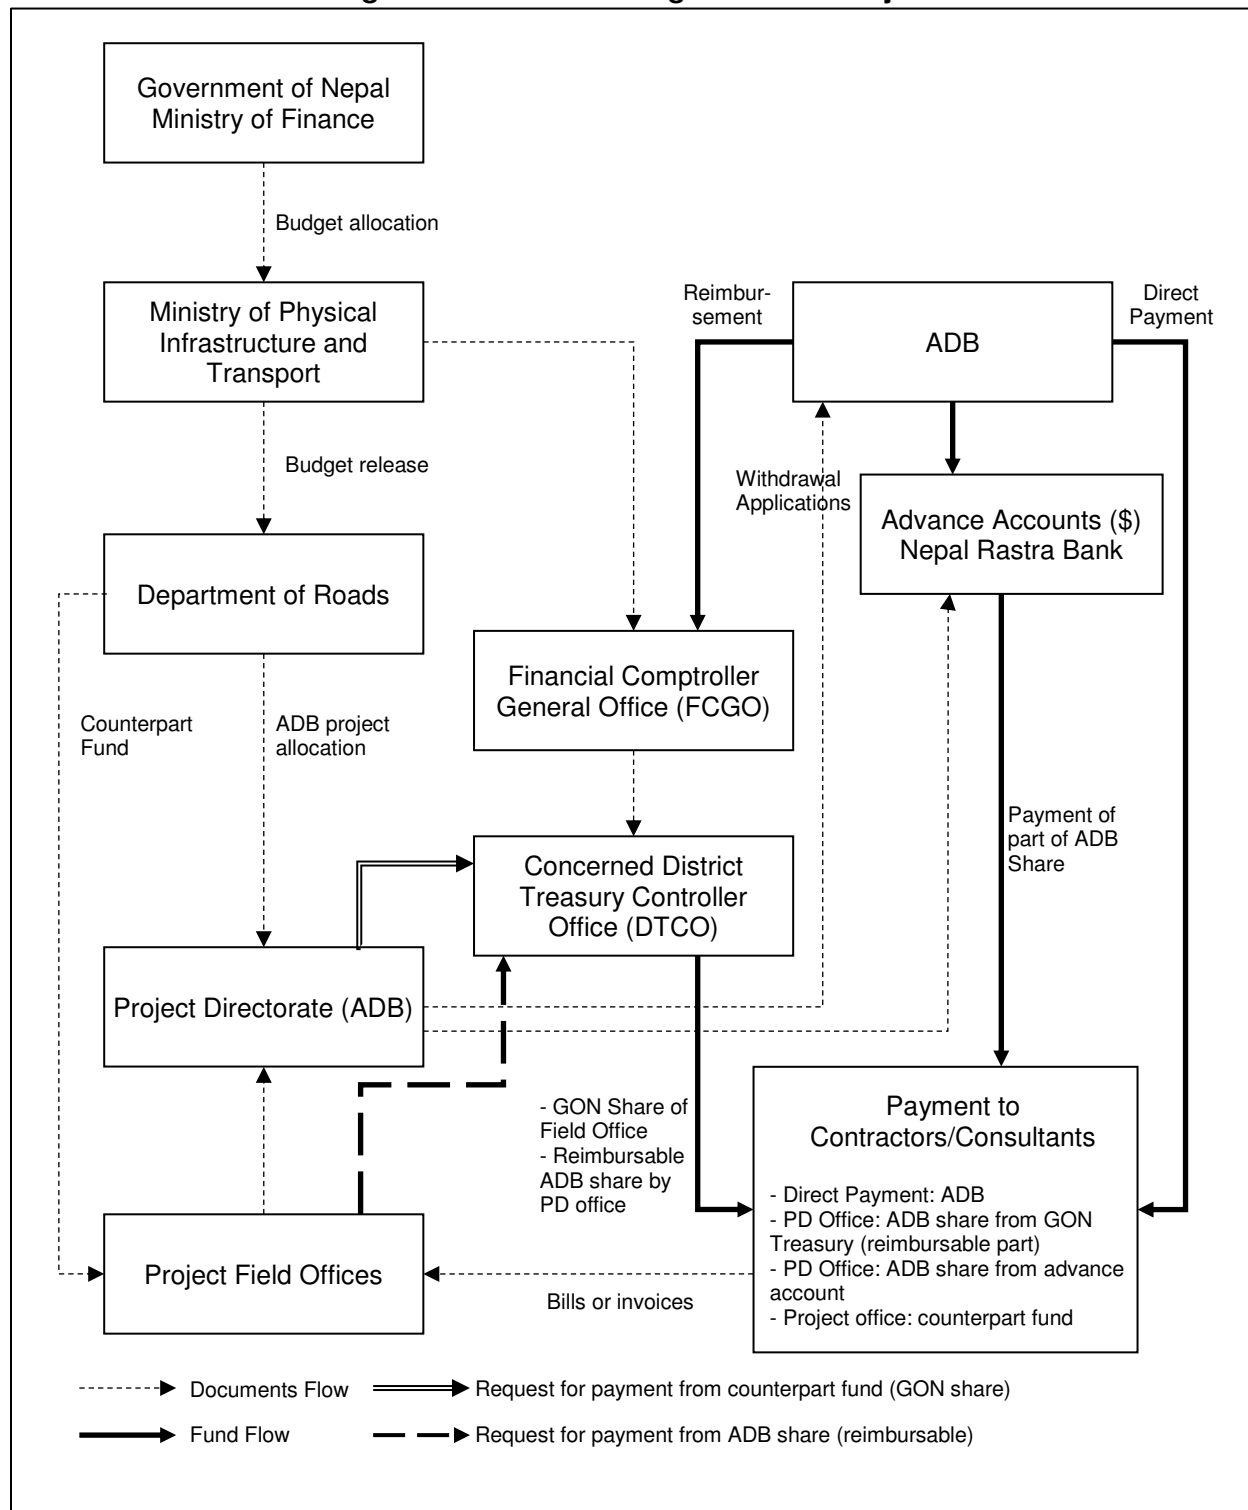 Government of Nepal
Ministry of Finance
Budget allocation
Ministry of Physical
Infrastructure and
Transport
Reimbur-
sement
ADB
Direct
Payment
Budget release
Withdrawal
Applications
Advance Accounts ($)
Nepal Rastra Bank
Department of Roads
Financial Comptroller
General Office (FCGO)
Counterpart
Fund
ADB project
allocation
Payment of
part of ADB
Share
Concerned District
Treasury Controller
Office (DTCO)
Project Directorate (ADB)
- GON Share of
Field Office
- Reimbursable
ADB share by
PD office
Payment to
Contractors/Consultants
- Direct Payment: ADB
- PD Office: ADB share from GON
Treasury (reimbursable part)
- PD Office: ADB share from advance
account
- Project office: counterpart fund
Project Field Offices
Bills or invoices
Documents Flow
Request for payment from counterpart fund (GON share)
Fund Flow
Request for payment from ADB share (reimbursable)